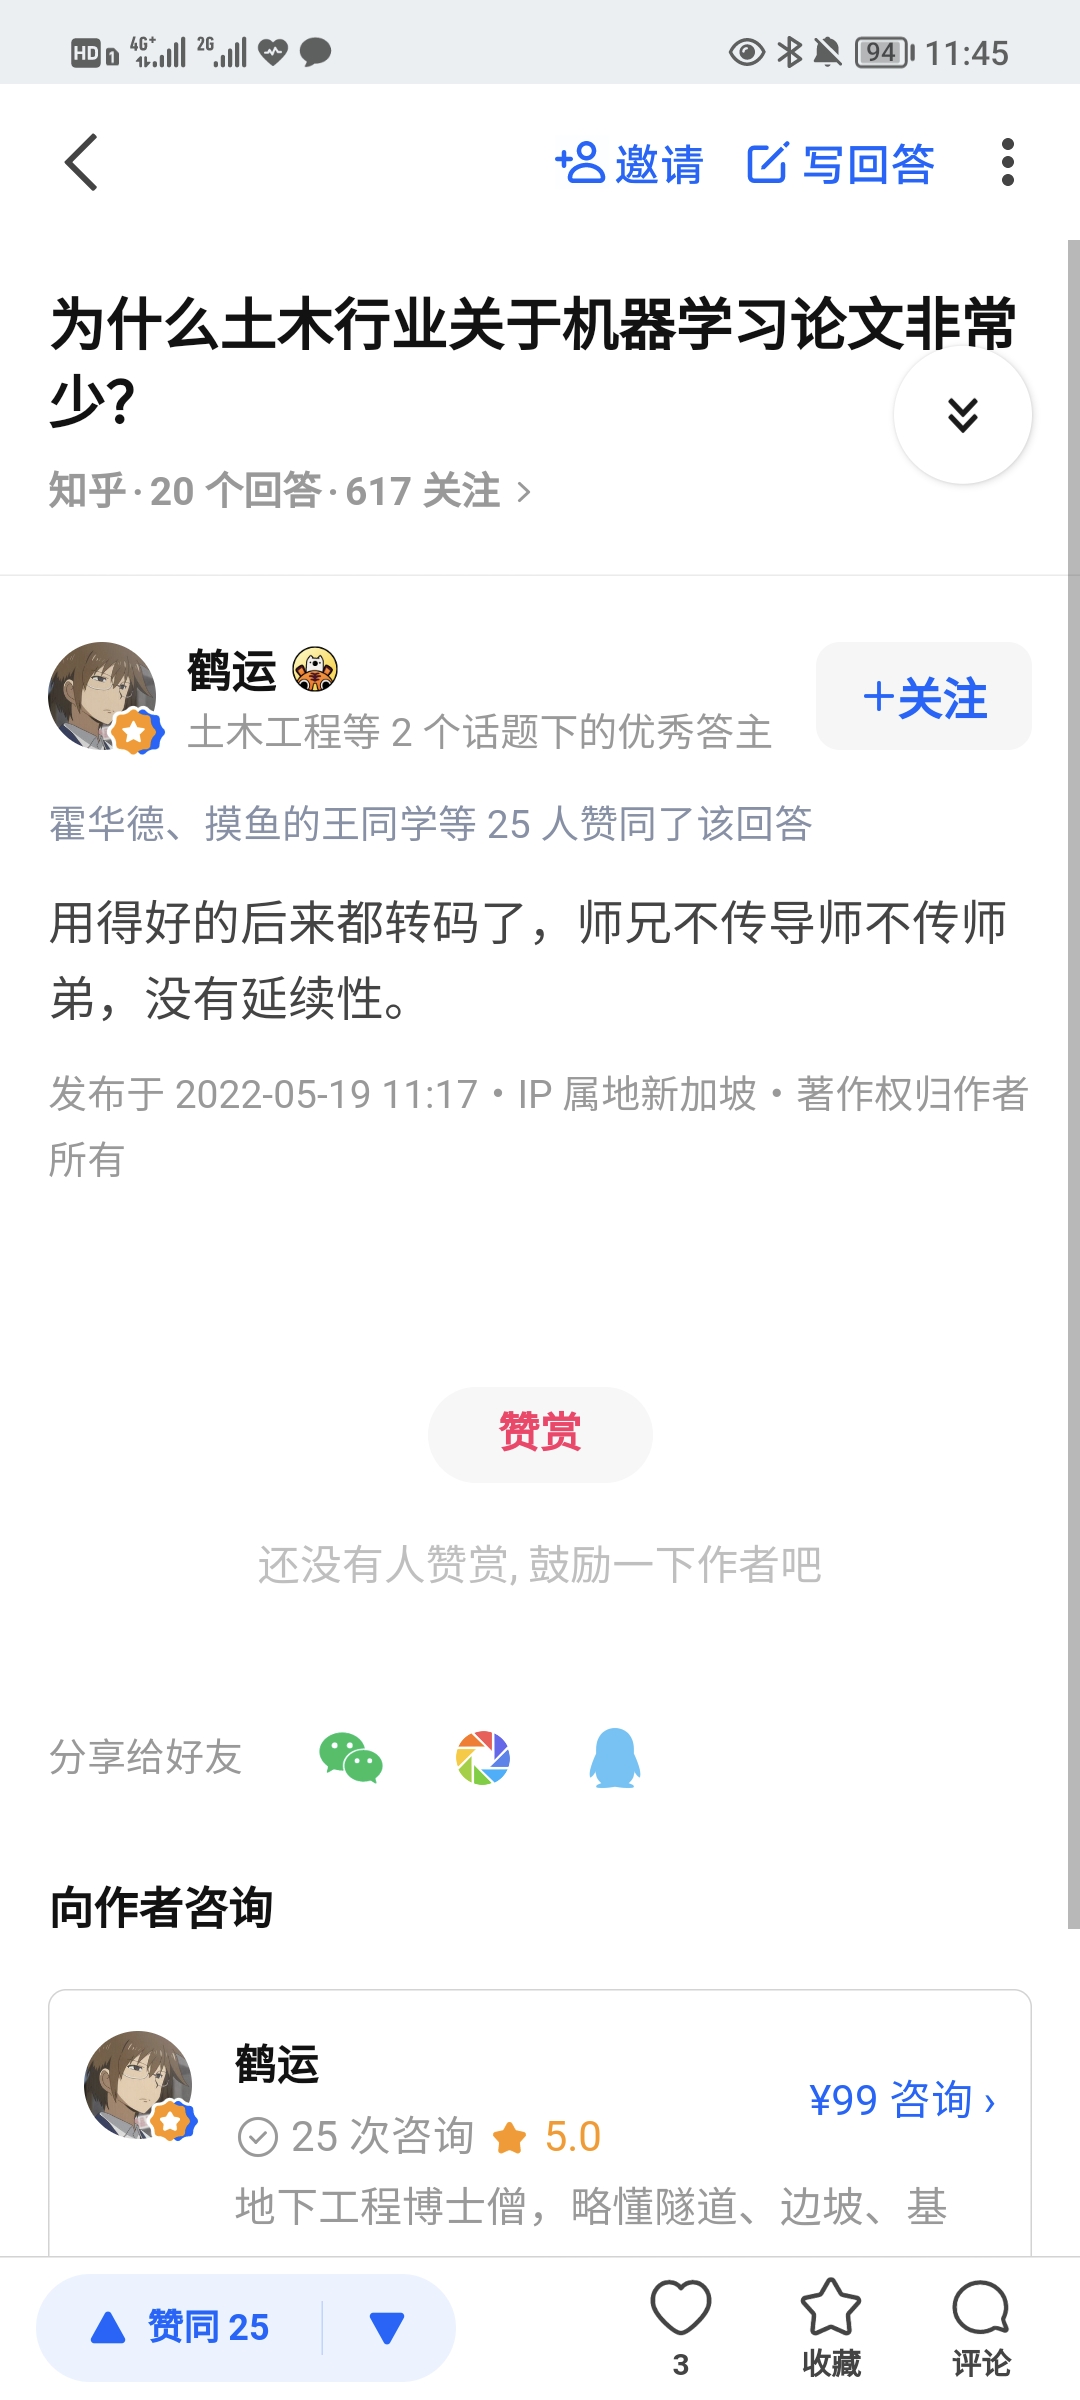 HD 1 4G+ 2G 94 11:45
邀请 写回答
为什么土木行业关于机器学习论文非常
少?
知乎·20 个回答·617 关注 >
鹤运
土木工程等 2 个话题下的优秀答主
+关注
霍华德、摸鱼的王同学等 25 人赞同了该回答
用得好的后来都转码了，师兄不传导师不传师
弟，没有延续性。
发布于 2022-05-19 11:17・IP 属地新加坡・著作权归作者
所有
赞赏
还没有人赞赏, 鼓励一下作者吧
分享给好友
向作者咨询
鹤运
¥99 咨询 ›
25 次咨询 5.0
地下工程博士僧，略懂隧道、边坡、基
赞同 25
3
收藏
评论